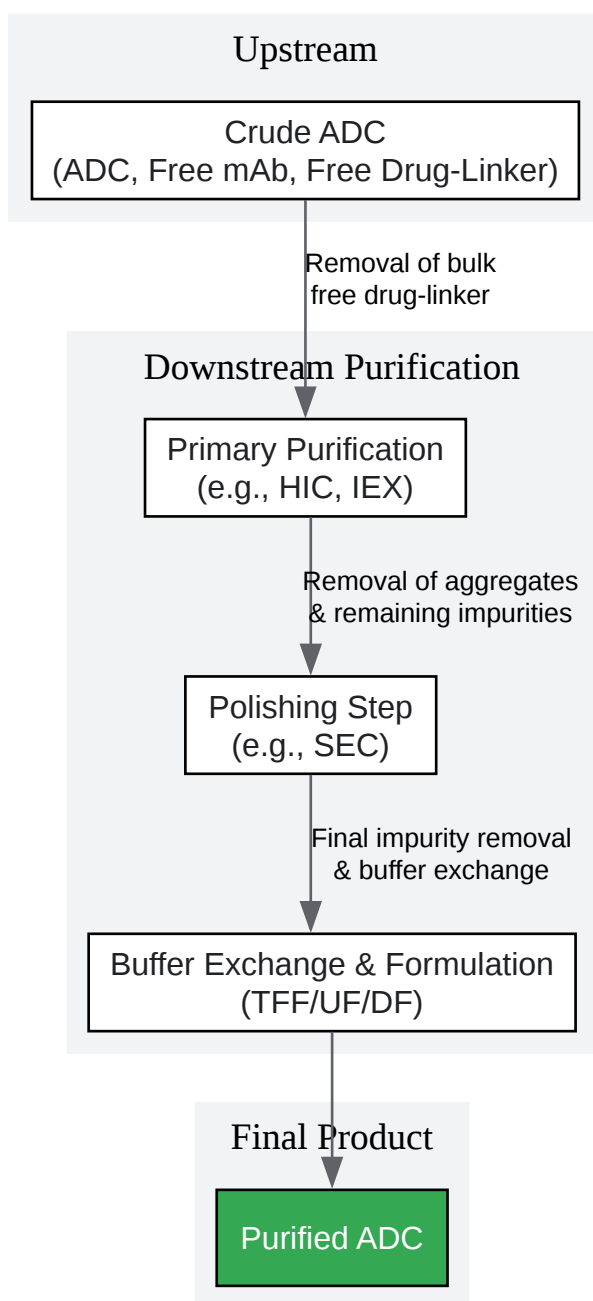 Upstream
Crude ADC
(ADC, Free mAb, Free Drug-Linker)
Removal of bulk
free drug-linker
Downstream Purification
Primary Purification
(e.g., HIC, IEX)
Removal of aggregates
& remaining impurities
Polishing Step
(e.g., SEC)
Final impurity removal
& buffer exchange
Buffer Exchange & Formulation
(TFF/UF/DF)
Final Product
Purified ADC